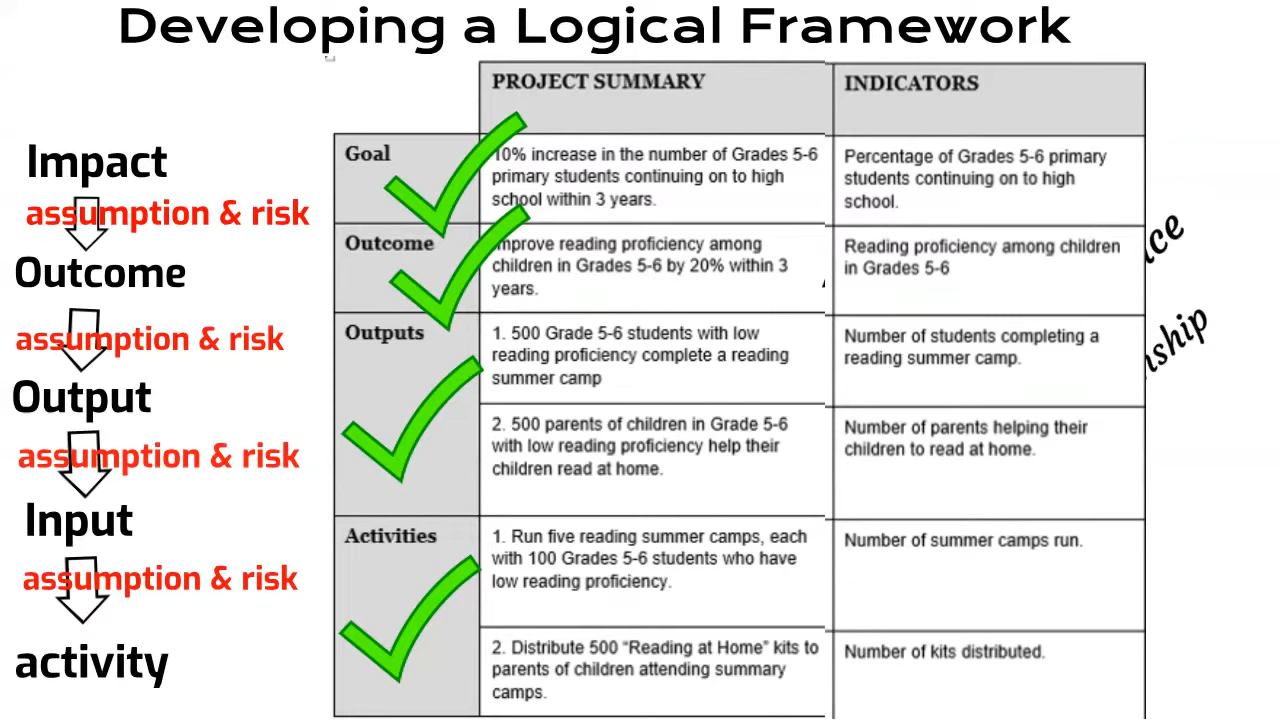 Developing a Logical Framework
Impact
assumption & risk
Outcome
assumption & risk
Output
assumption & risk
Input
assumption & risk
activity
PROJECT SUMMARY
INDICATORS
Goal
10% increase in the number of Grades 5-6
primary students continuing on to high
school within 3 years.
Percentage of Grades 5-6 primary
students continuing on to high
school.
Outcome
Improve reading proficiency among
children in Grades 5-6 by 20% within 3
years.
Reading proficiency among children
in Grades 5-6
Outputs
1. 500 Grade 5-6 students with low
reading proficiency complete a reading
summer camp
Number of students completing a
reading summer camp.
2. 500 parents of children in Grade 5-6
with low reading proficiency help their
children read at home.
Number of parents helping their
children to read at home.
Activities
1. Run five reading summer camps, each
with 100 Grades 5-6 students who have
low reading proficiency.
Number of summer camps run.
2. Distribute 500 “Reading at Home” kits to
parents of children attending summary
camps.
Number of kits distributed.